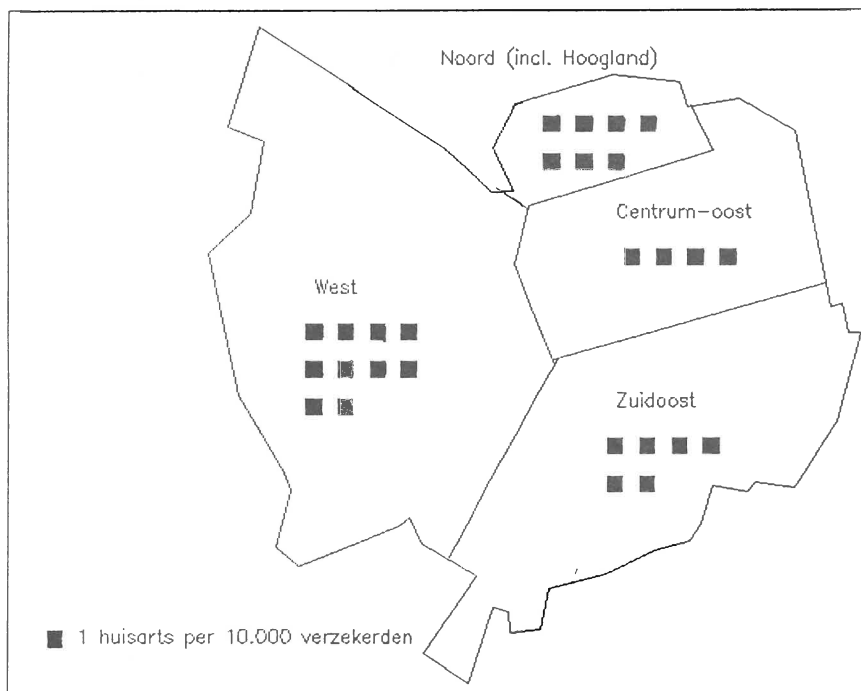 Noord (incl. Hoogland)
Centrum-oost
West
Zuidoost
1 huisarts per 10.000 verzekerden